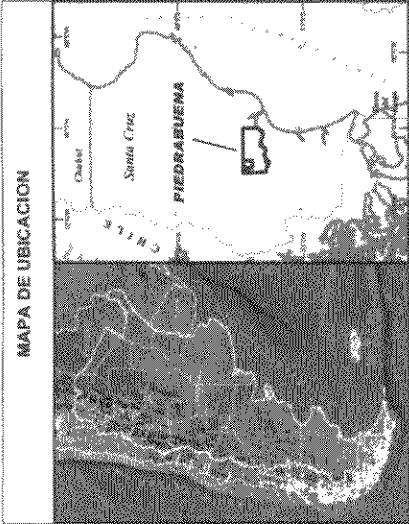 MAPA DE UBICACION
Chubut
Santa Cruz
PIEDRABUENA
CHILE